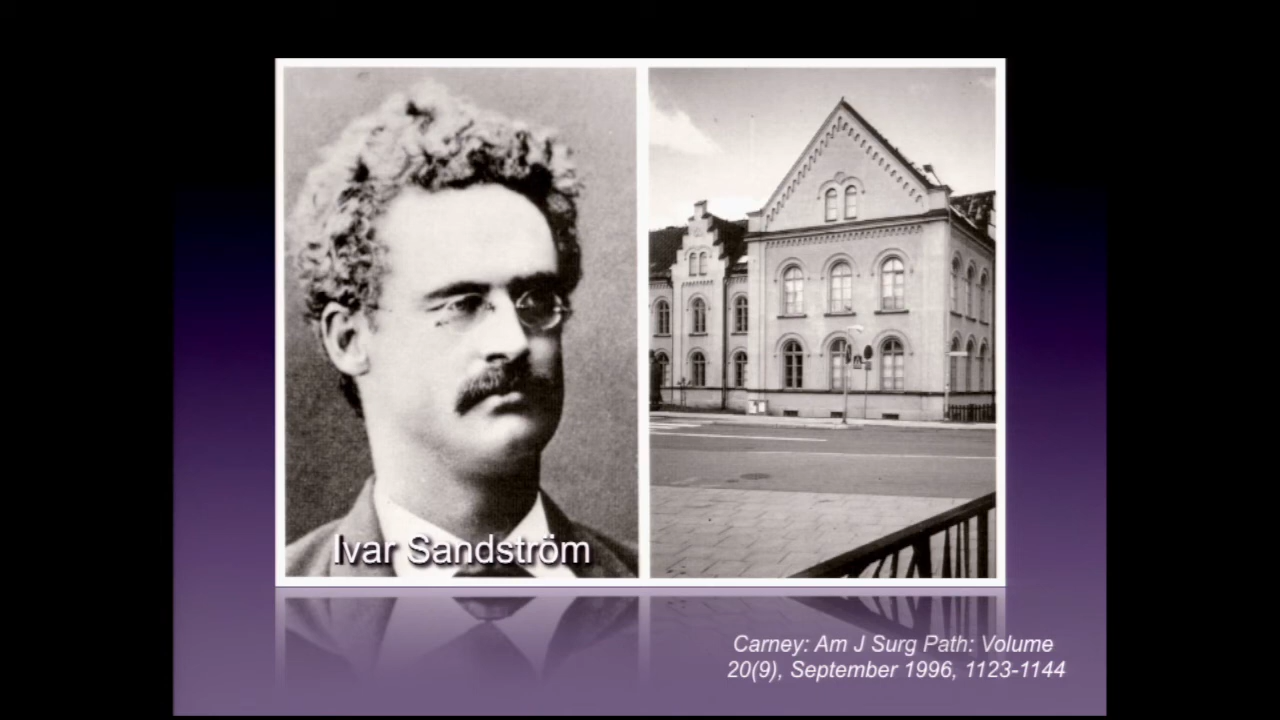 Ivar Sandström
Carney: Am J Surg Path: Volume
20(9), September 1996, 1123-1144